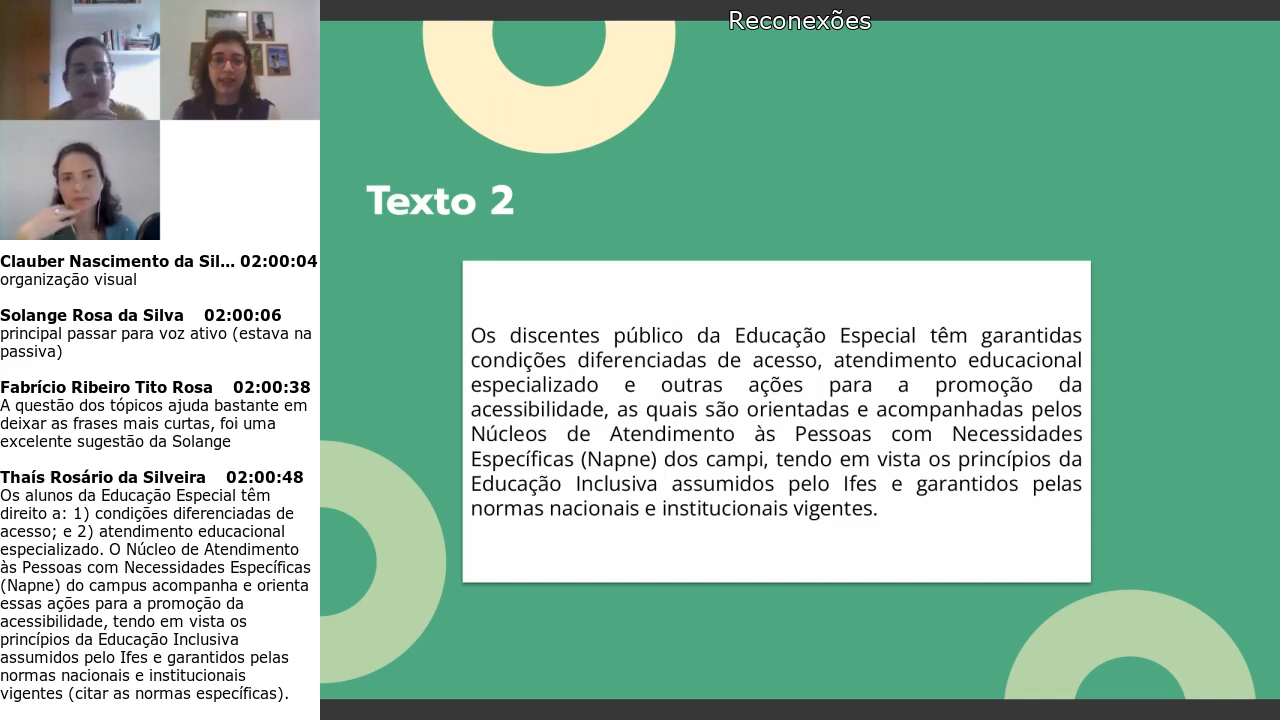 Reconexões
Texto 2
Os discentes público da Educação Especial têm garantidas
condições diferenciadas de acesso, atendimento educacional
especializado e outras ações para a promoção da
acessibilidade, as quais são orientadas e acompanhadas pelos
Núcleos de Atendimento às Pessoas com Necessidades
Específicas (Napne) dos campi, tendo em vista os princípios da
Educação Inclusiva assumidos pelo Ifes e garantidos pelas
normas nacionais e institucionais vigentes.
Clauber Nascimento da Sil... 02:00:04
organização visual
Solange Rosa da Silva 02:00:06
principal passar para voz ativo (estava na
passiva)
Fabrício Ribeiro Tito Rosa 02:00:38
A questão dos tópicos ajuda bastante em
deixar as frases mais curtas, foi uma
excelente sugestão da Solange
Thaís Rosário da Silveira 02:00:48
Os alunos da Educação Especial têm
direito a: 1) condições diferenciadas de
acesso; e 2) atendimento educacional
especializado. O Núcleo de Atendimento
às Pessoas com Necessidades Específicas
(Napne) do campus acompanha e orienta
essas ações para a promoção da
acessibilidade, tendo em vista os
princípios da Educação Inclusiva
assumidos pelo Ifes e garantidos pelas
normas nacionais e institucionais
vigentes (citar as normas específicas).